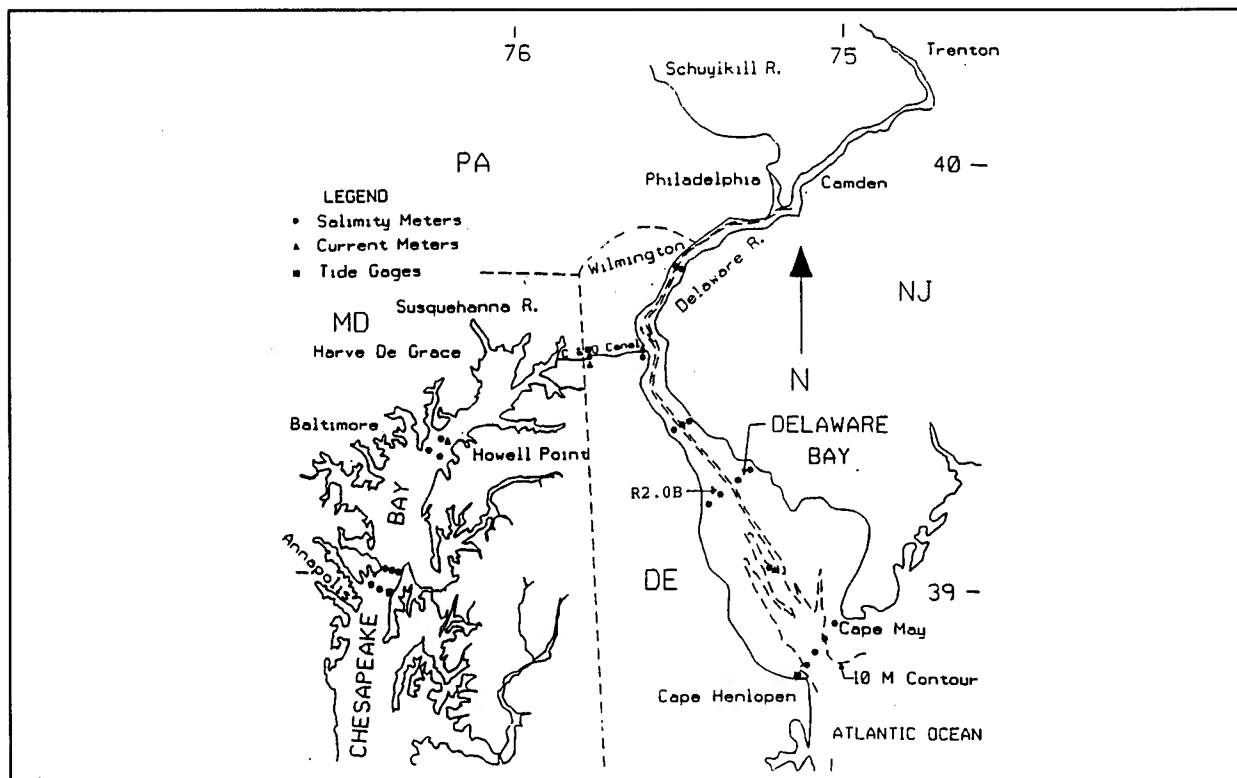 76
75
Trenton
Schuylkill R.
PA
40
Philadelphia
Camden
LEGEND
Salimity Meters
Current Meters
Tide Gages
Wilmington
Delaware R.
NJ
Susquehanna R.
MD
Harve De Grace
C & D Canal
N
Baltimore
Howell Point
DELAWARE
BAY
R2.0B
CHESAPEAKE BAY
Annapolis
DE
39
Cape May
10 M Contour
Cape Henlopen
ATLANTIC OCEAN